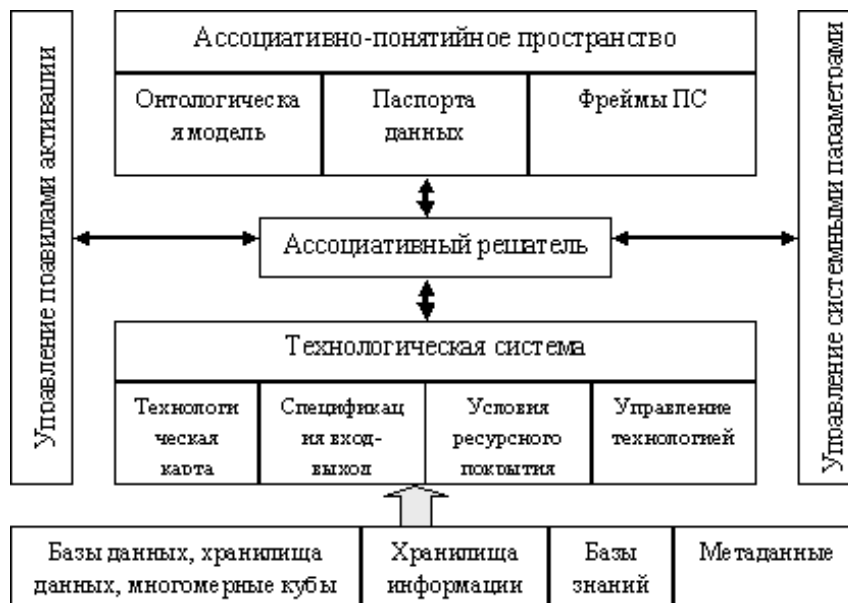 Управление правилами активации
Ассоциативно-понятийное пространство
Онтологическа
я модель
Паспорта
данных
Фреймы ПС
Ассоциативный решатель
Технологическая система
Технологи
ческая
карта
Спецификац
ия вход-
выход
Условия
ресурсного
покрытия
Управление
технологией
Управление системными параметрами
Базы данных, хранилища
данных, многомерные кубы
Хранилища
информации
Базы
знаний
Метаданные